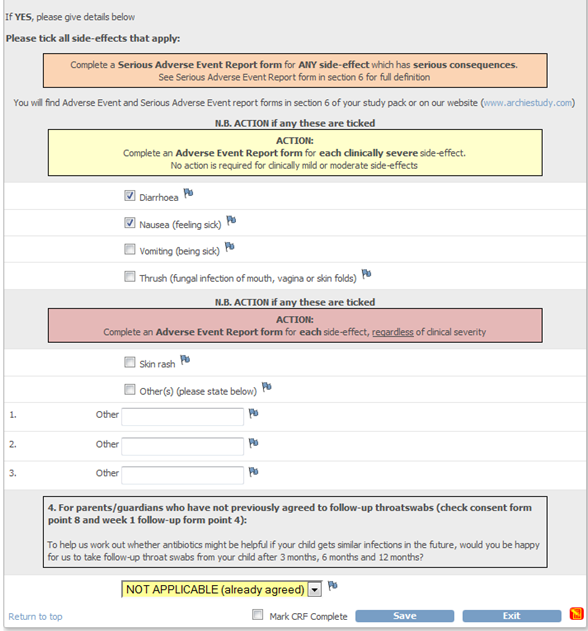 If YES, please give details below
Please tick all side-effects that apply:
Complete a Serious Adverse Event Report form for ANY side-effect which has serious consequences.
See Serious Adverse Event Report form in section 6 for full definition
You will find Adverse Event and Serious Adverse Event report forms in section 6 of your study pack or on our website (www.archiestudy.com)
N.B. ACTION if any these are ticked
ACTION:
Complete an Adverse Event Report form for each clinically severe side-effect.
No action is required for clinically mild or moderate side-effects
Diarrhoea
Nausea (feeling sick)
Vomiting (being sick)
Thrush (fungal infection of mouth, vagina or skin folds)
N.B. ACTION if any these are ticked
ACTION:
Complete an Adverse Event Report form for each side-effect, regardless of clinical severity
Skin rash
Other(s) (please state below)
1. Other
2. Other
3. Other
4. For parents/guardians who have not previously agreed to follow-up throatswabs (check consent form
point 8 and week 1 follow-up form point 4):
To help us work out whether antibiotics might be helpful if your child gets similar infections in the future, would you be happy
for us to take follow-up throat swabs from your child after 3 months, 6 months and 12 months?
NOT APPLICABLE (already agreed)
Return to top Mark CRF Complete Save Exit